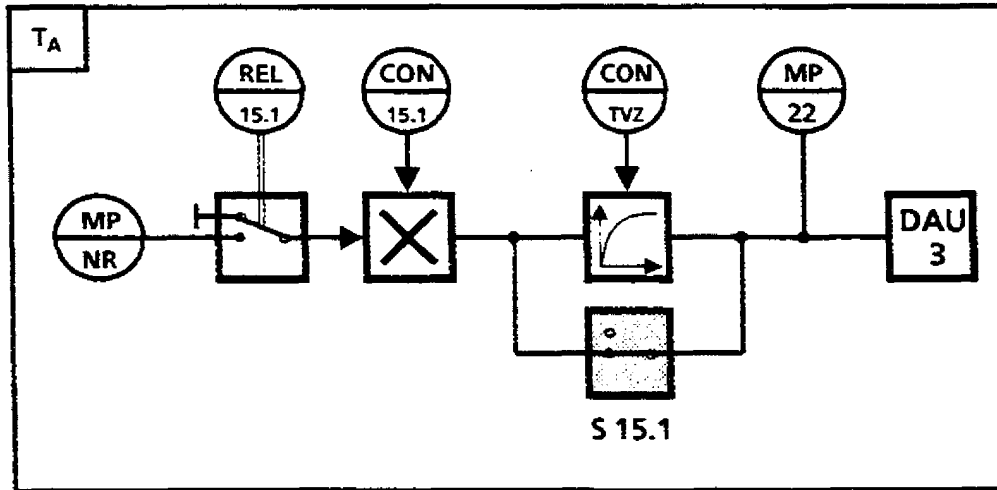 TA
REL
15.1
CON
15.1
CON
TVZ
MP
22
MP
NR
DAU
3
S 15.1